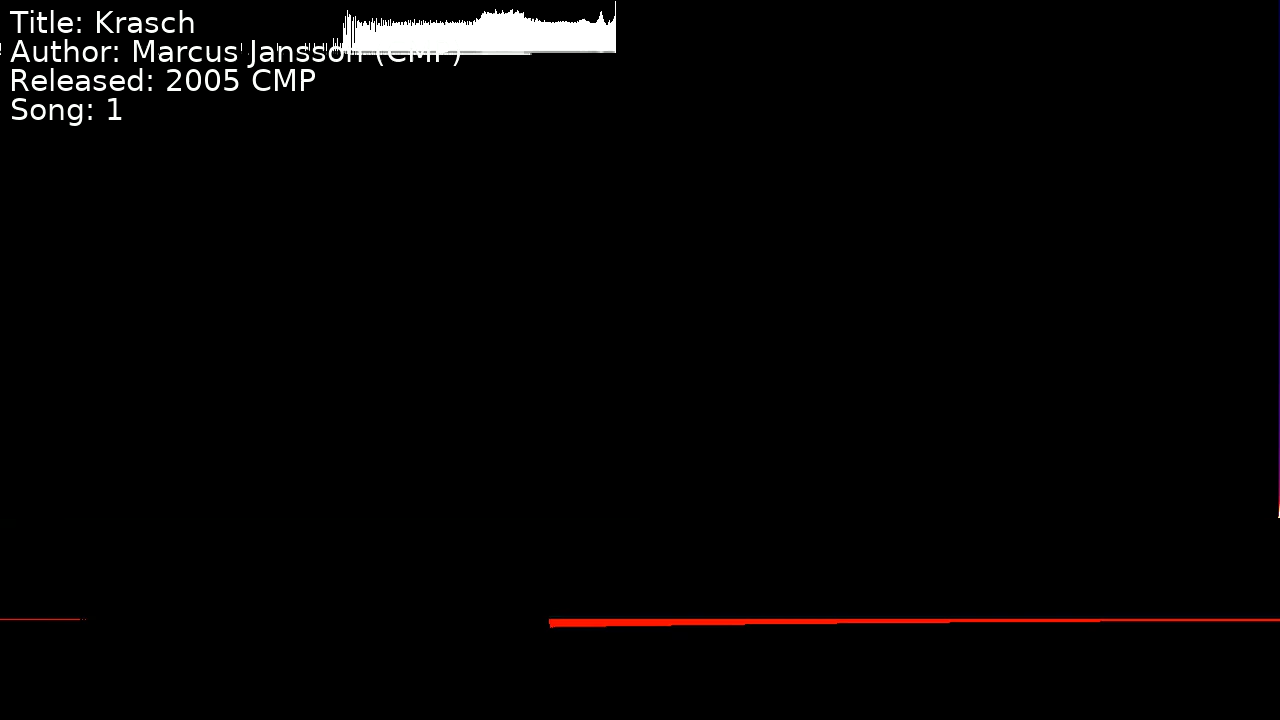 Title: Krasch
Author: Marcus Jansson (CMP)
Released: 2005 CMP
Song: 1